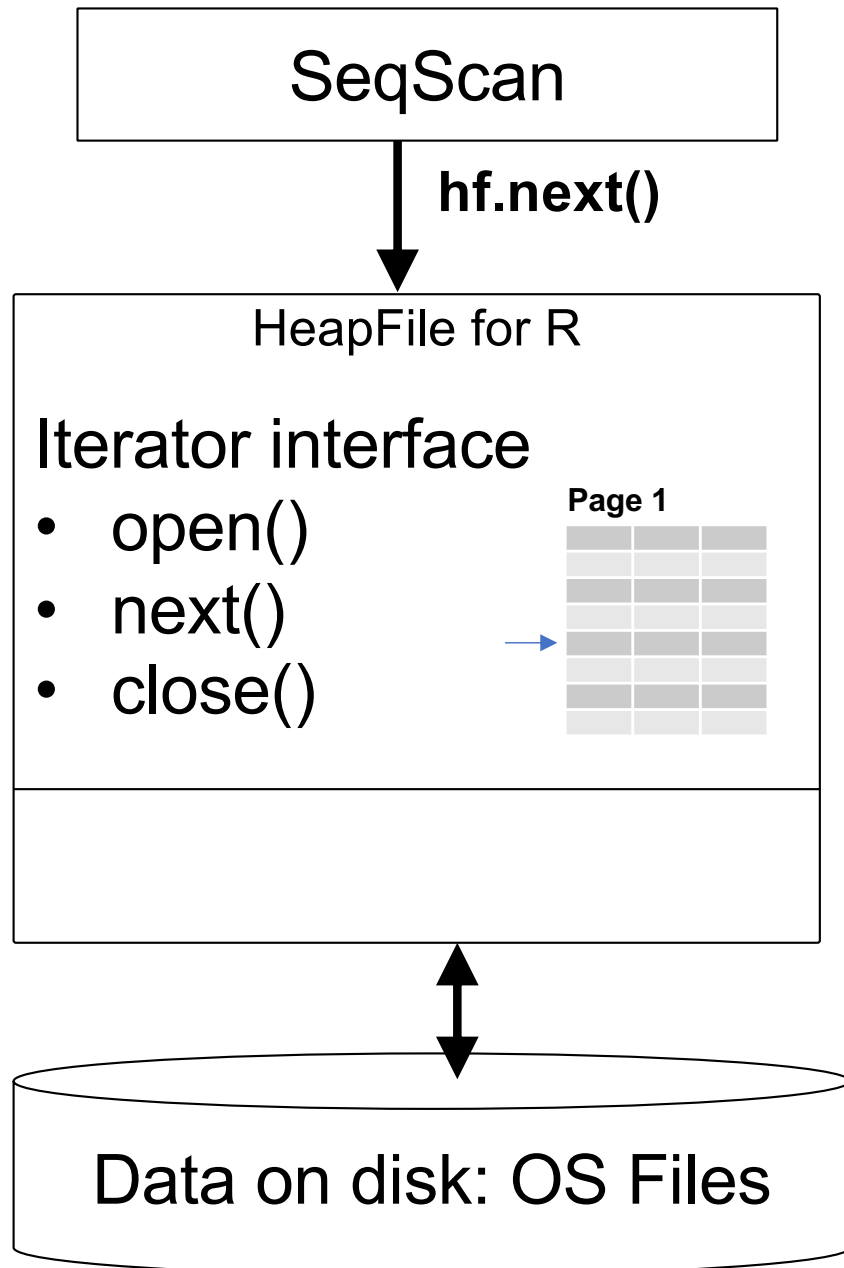 SeqScan
hf.next()
HeapFile for R
Iterator interface
• open()
• next()
• close()
Page 1
Data on disk: OS Files